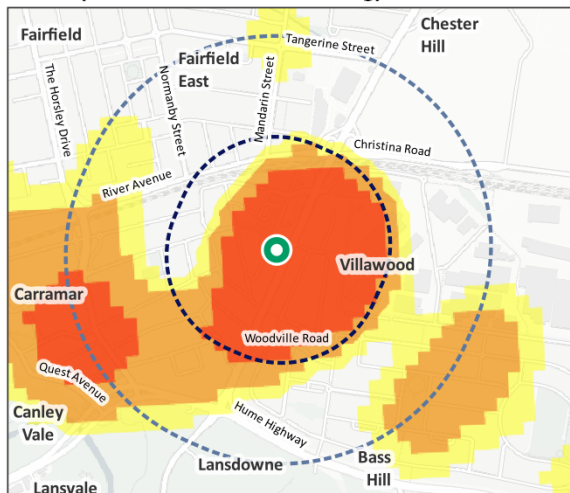 Fairfield
Chester
Hill
Tangerine Street
Fairfield
East
The Horsley Drive
Normanby Street
Mandarin Street
Christina Road
River Avenue
Villawood
Carramar
Woodville Road
Quest Avenue
Canley
Vale
Hume Highway
Lansdowne
Bass
Hill
Lansvale